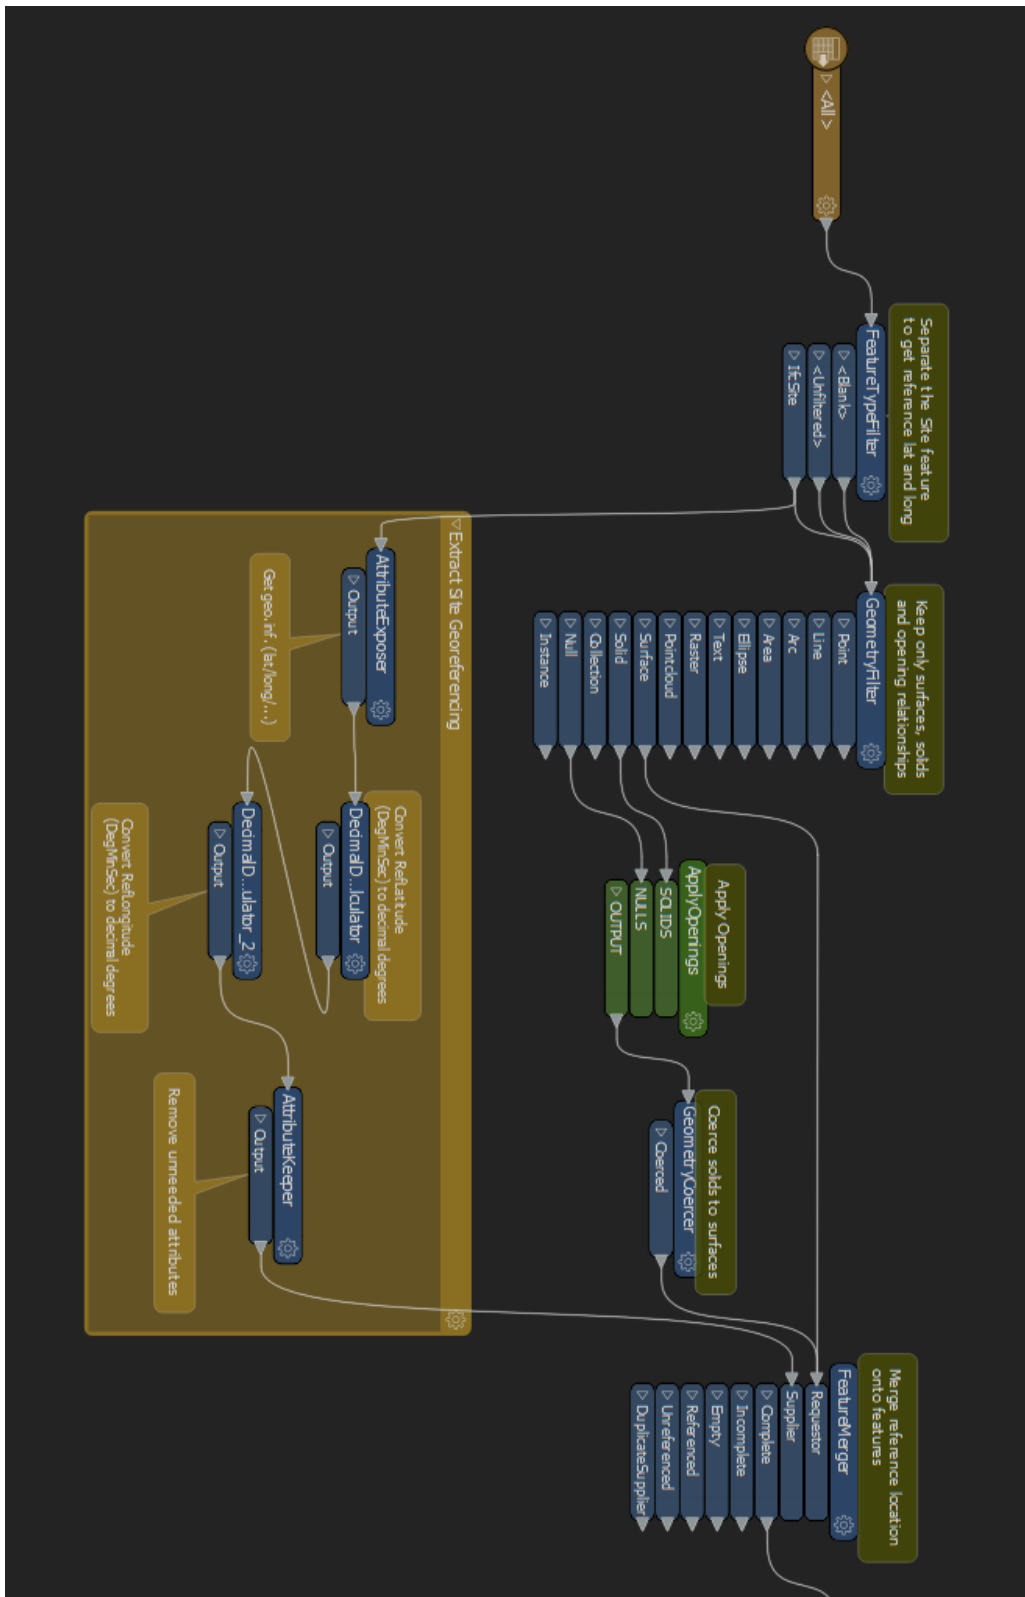 <All>
Separate the Site feature
to get reference lat and long
FeatureTypeFilter
<Blank>
<Unfiltered>
IfcSite
Keep only surfaces, solids
and opening relationships
GeometryFilter
Point
Line
Arc
Area
Ellipse
Text
Raster
Pointcloud
Surface
Solid
Collection
Null
Instance
Apply Openings
ApplyOpenings
SOLIDS
NULLS
OUTPUT
Coerce solids to surfaces
GeometryCoercer
Coerced
Merge reference location
onto features
FeatureMerger
Requestor
Supplier
Complete
Incomplete
Empty
Referenced
Unreferenced
DuplicateSupplier
Extract Site Georeferencing
AttributeExposer
Output
Get geo.inf. (lat/long/...)
Convert RefLatitude
(DegMinSec) to decimal degrees
DecimalD...lculator
Output
DecimalD...ulator_2
Output
Convert RefLongitude
(DegMinSec) to decimal degrees
AttributeKeeper
Output
Remove unneeded attributes